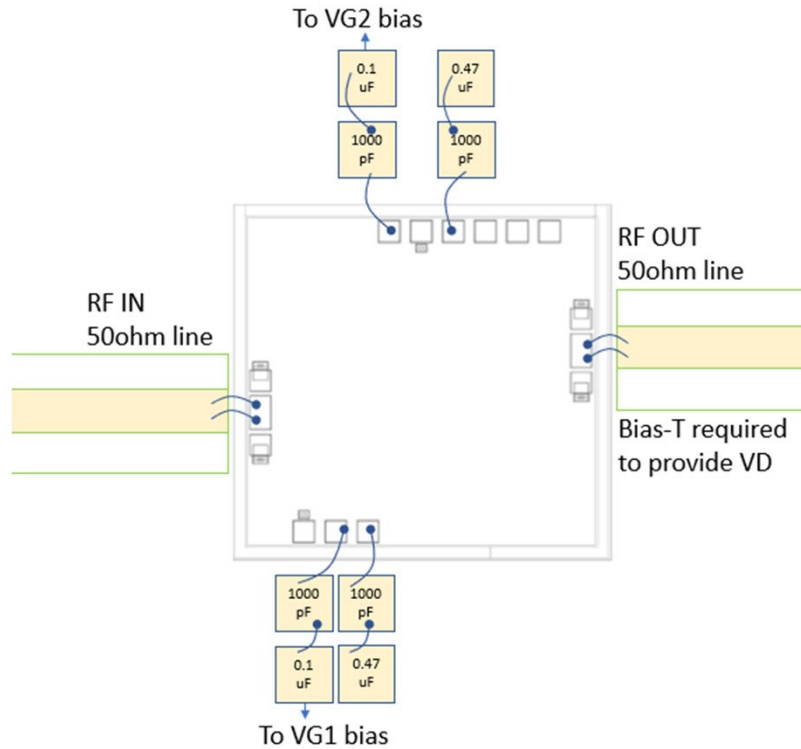 To VG2 bias
0.1
uF
0.47
uF
1000
pF
1000
pF
RF OUT
50ohm line
RF IN
50ohm line
Bias-T required
to provide VD
1000
pF
1000
pF
0.1
uF
0.47
uF
To VG1 bias